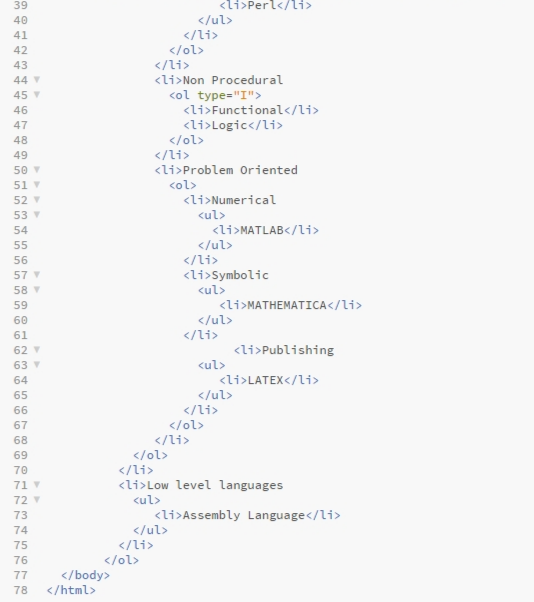 39 <li>Perl</li>
40 </ul>
41 </li>
42 </ol>
43 </li>
44 <li>Non Procedural
45 <ol type="I">
46 <li>Functional</li>
47 <li>Logic</li>
48 </ol>
49 </li>
50 <li>Problem Oriented
51 <ol>
52 <li>Numerical
53 <ul>
54 <li>MATLAB</li>
55 </ul>
56 </li>
57 <li>Symbolic
58 <ul>
59 <li>MATHEMATICA</li>
60 </ul>
61 </li>
62 <li>Publishing
63 <ul>
64 <li>LATEX</li>
65 </ul>
66 </li>
67 </ol>
68 </li>
69 </ol>
70 </li>
71 <li>Low level languages
72 <ul>
73 <li>Assembly Language</li>
74 </ul>
75 </li>
76 </ol>
77 </body>
78 </html>